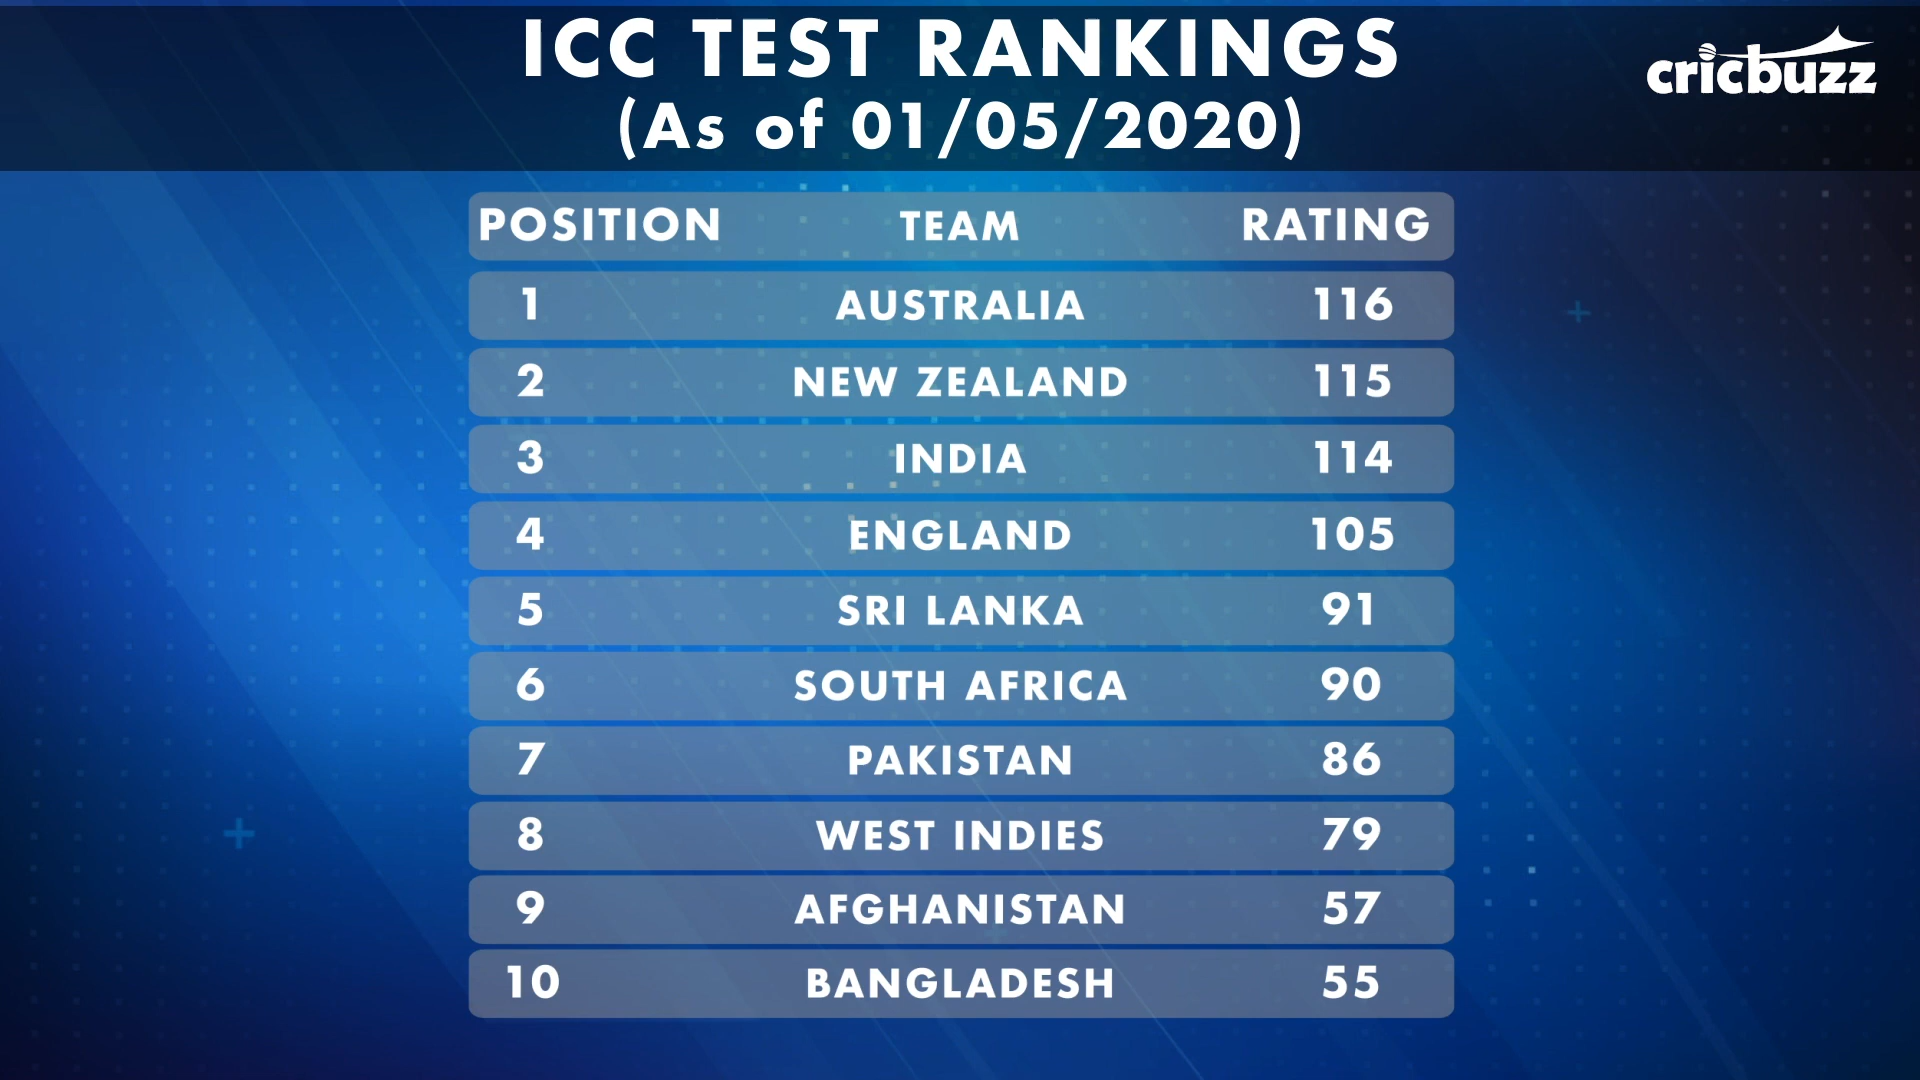 ICC TEST RANKINGS
(As of 01/05/2020)
cricbuzz
POSITION TEAM RATING
1 AUSTRALIA 116
2 NEW ZEALAND 115
3 INDIA 114
4 ENGLAND 105
5 SRI LANKA 91
6 SOUTH AFRICA 90
7 PAKISTAN 86
8 WEST INDIES 79
9 AFGHANISTAN 57
10 BANGLADESH 55